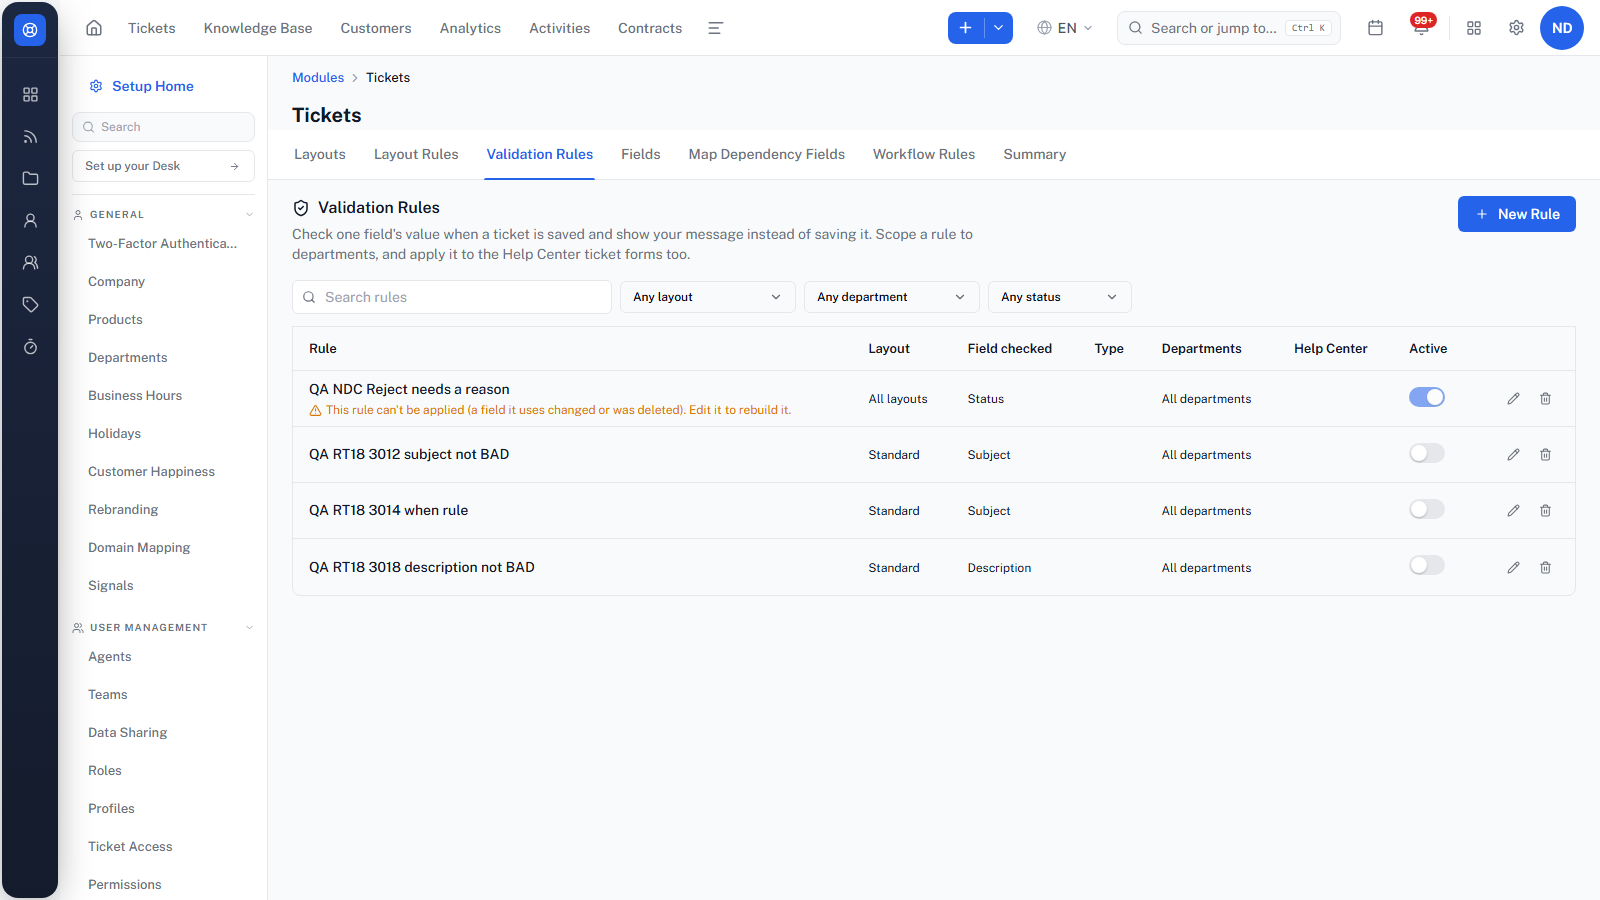 Tickets
Knowledge Base
Customers
Analytics
Activities
Contracts
EN
Search or jump to...
Ctrl K
99+
ND
Setup Home
Search
Set up your Desk
GENERAL
Two-Factor Authentica...
Company
Products
Departments
Business Hours
Holidays
Customer Happiness
Rebranding
Domain Mapping
Signals
USER MANAGEMENT
Agents
Teams
Data Sharing
Roles
Profiles
Ticket Access
Permissions
Modules > Tickets
Tickets
Layouts
Layout Rules
Validation Rules
Fields
Map Dependency Fields
Workflow Rules
Summary
Validation Rules
Check one field's value when a ticket is saved and show your message instead of saving it. Scope a rule to
departments, and apply it to the Help Center ticket forms too.
New Rule
Search rules
Any layout
Any department
Any status
Rule Layout Field checked Type Departments Help Center Active
QA NDC Reject needs a reason
This rule can't be applied (a field it uses changed or was deleted). Edit it to rebuild it.
All layouts Status All departments
QA RT18 3012 subject not BAD Standard Subject All departments
QA RT18 3014 when rule Standard Subject All departments
QA RT18 3018 description not BAD Standard Description All departments